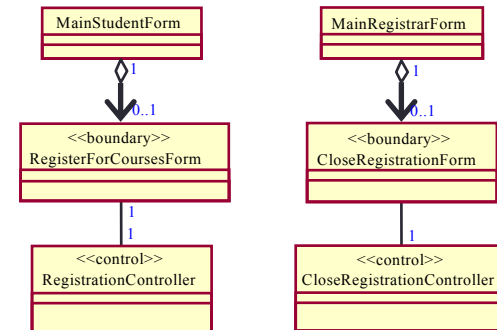 MainStudentForm
1
0..1
<<boundary>>
RegisterForCoursesForm
1
1
<<control>>
RegistrationController
MainRegistrarForm
1
0..1
<<boundary>>
CloseRegistrationForm
1
<<control>>
CloseRegistrationController